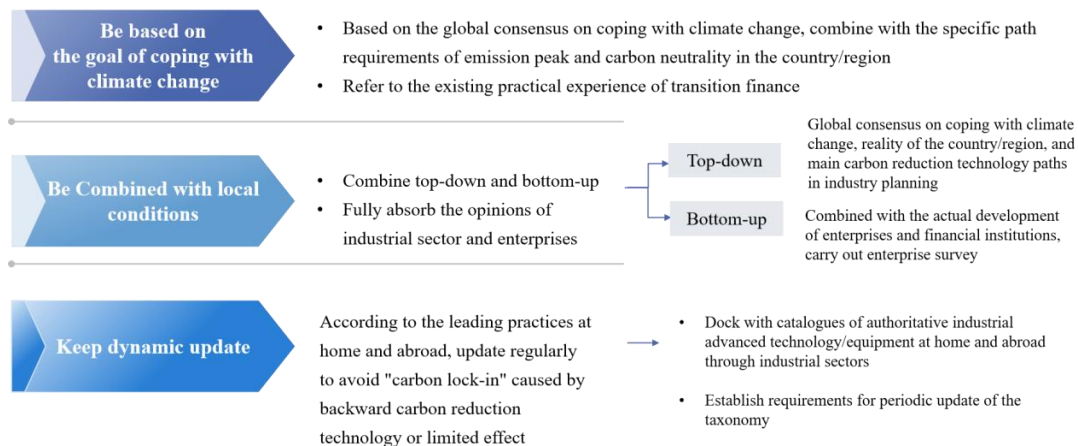 Be based on
the goal of coping with
climate change
• Based on the global consensus on coping with climate change, combine with the specific path
requirements of emission peak and carbon neutrality in the country/region
• Refer to the existing practical experience of transition finance
Be Combined with local
conditions
• Combine top-down and bottom-up
• Fully absorb the opinions of
industrial sector and enterprises
Top-down
Global consensus on coping with climate
change, reality of the country/region, and
main carbon reduction technology paths
in industry planning
Bottom-up
Combined with the actual development
of enterprises and financial institutions,
carry out enterprise survey
Keep dynamic update
According to the leading practices at
home and abroad, update regularly
to avoid "carbon lock-in" caused by
backward carbon reduction
technology or limited effect
• Dock with catalogues of authoritative industrial
advanced technology/equipment at home and abroad
through industrial sectors
• Establish requirements for periodic update of the
taxonomy